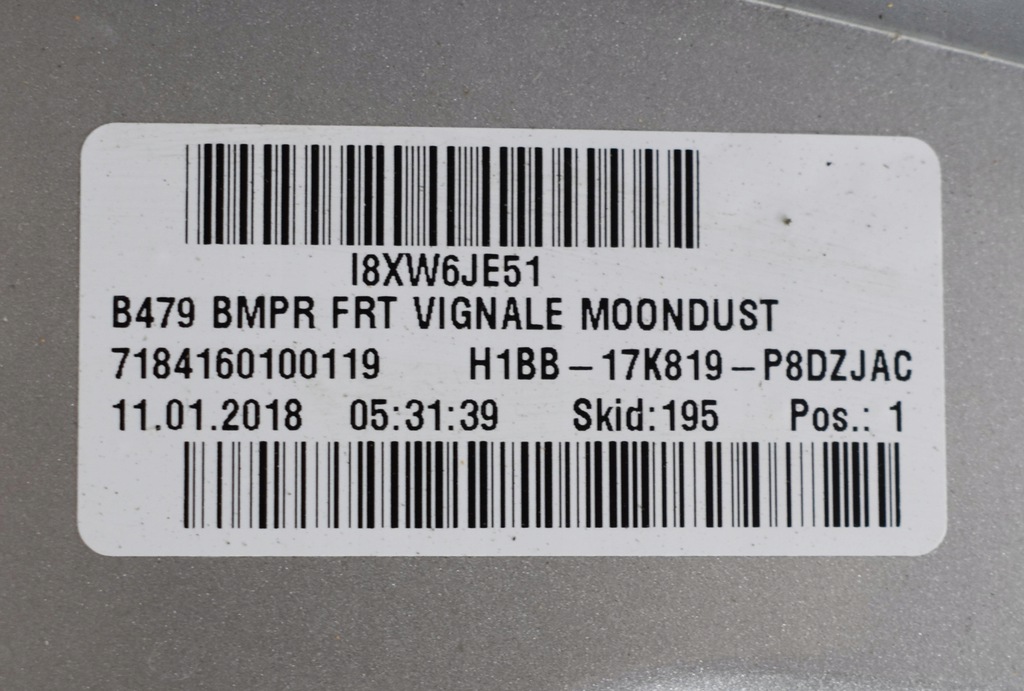 I8XW6JE51
B479 BMPR FRT VIGNALE MOONDUST
7184160100119 H1BB-17K819-P8DZJAC
11.01.2018 05:31:39 Skid:195 Pos.: 1